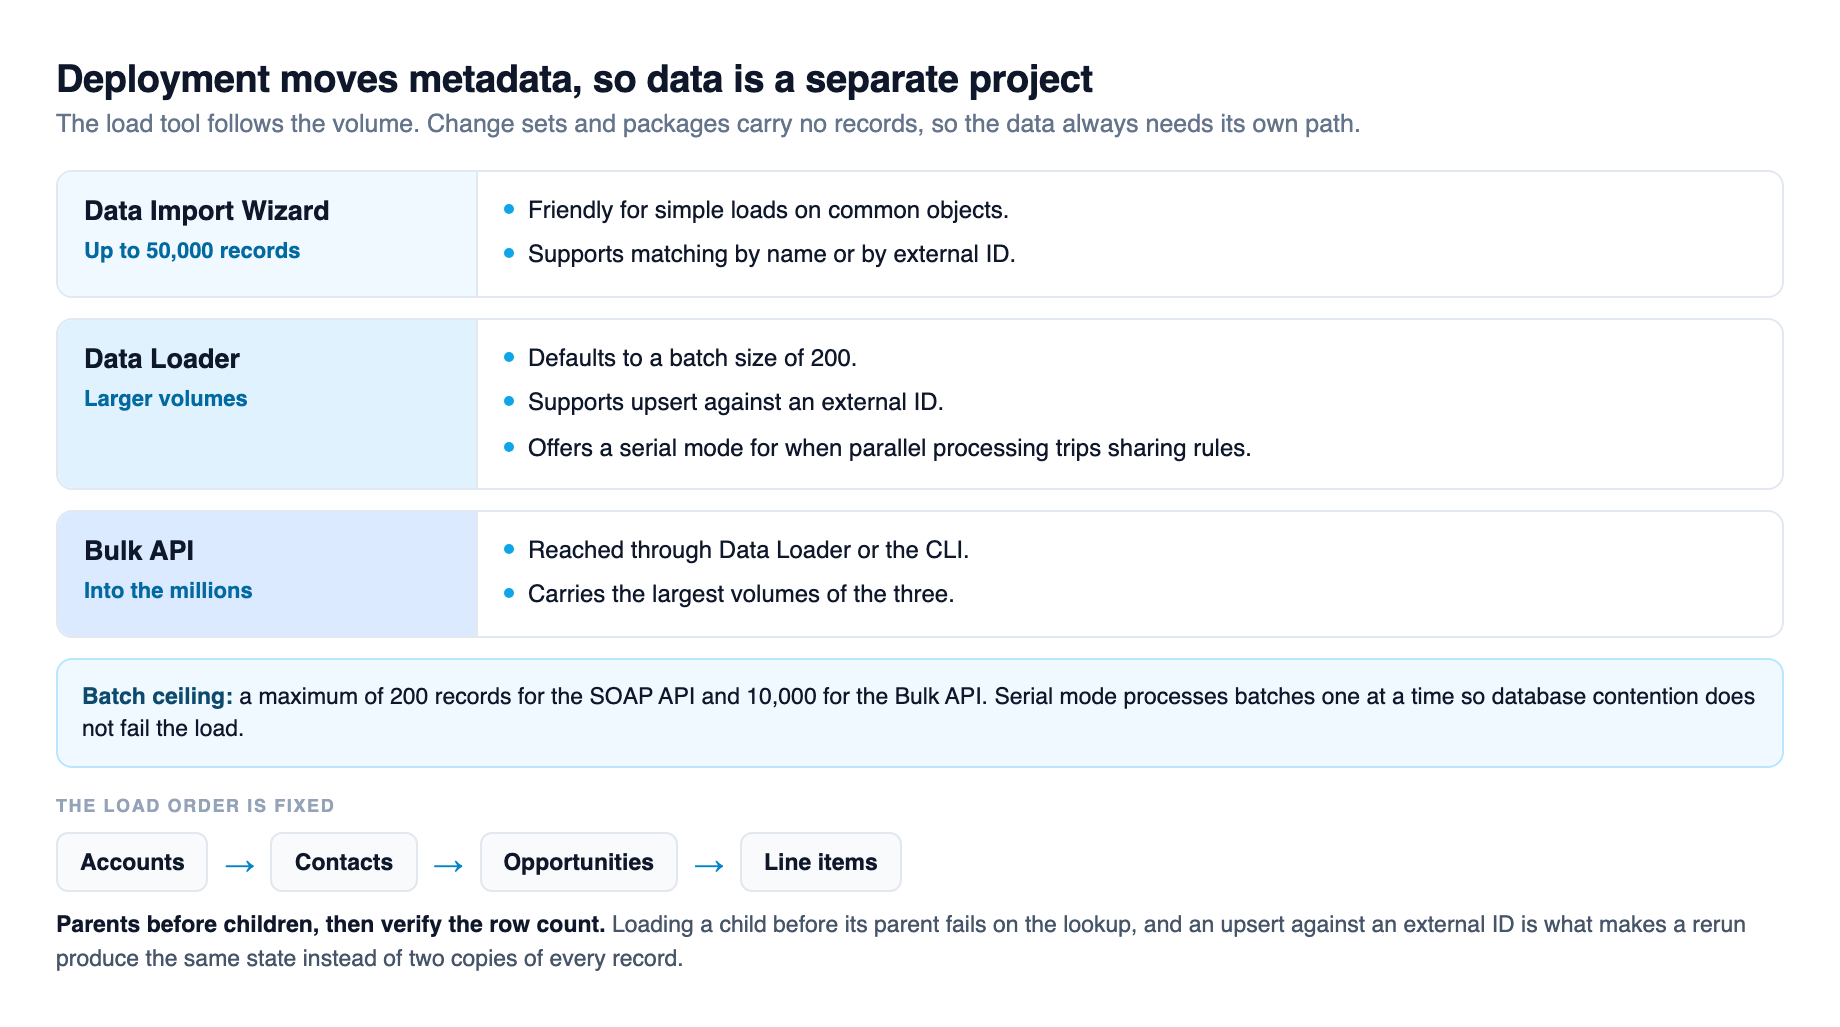 Deployment moves metadata, so data is a separate project
The load tool follows the volume. Change sets and packages carry no records, so the data always needs its own path.
Data Import Wizard
Up to 50,000 records
Friendly for simple loads on common objects.
Supports matching by name or by external ID.
Data Loader
Larger volumes
Defaults to a batch size of 200.
Supports upsert against an external ID.
Offers a serial mode for when parallel processing trips sharing rules.
Bulk API
Into the millions
Reached through Data Loader or the CLI.
Carries the largest volumes of the three.
Batch ceiling: a maximum of 200 records for the SOAP API and 10,000 for the Bulk API. Serial mode processes batches one at a time so database contention does
not fail the load.
THE LOAD ORDER IS FIXED
Accounts → Contacts → Opportunities → Line items
Parents before children, then verify the row count. Loading a child before its parent fails on the lookup, and an upsert against an external ID is what makes a rerun
produce the same state instead of two copies of every record.